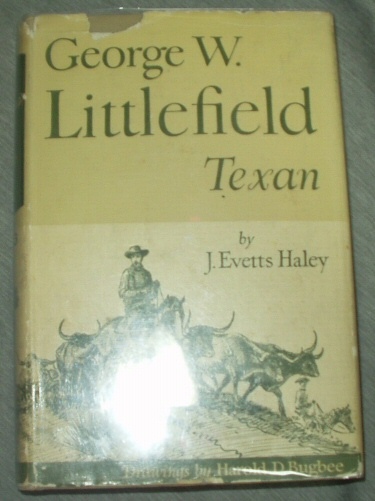 George W.
Littlefield
Texan
by
J. Evetts Haley
Drawings by Harold D. Bugbee